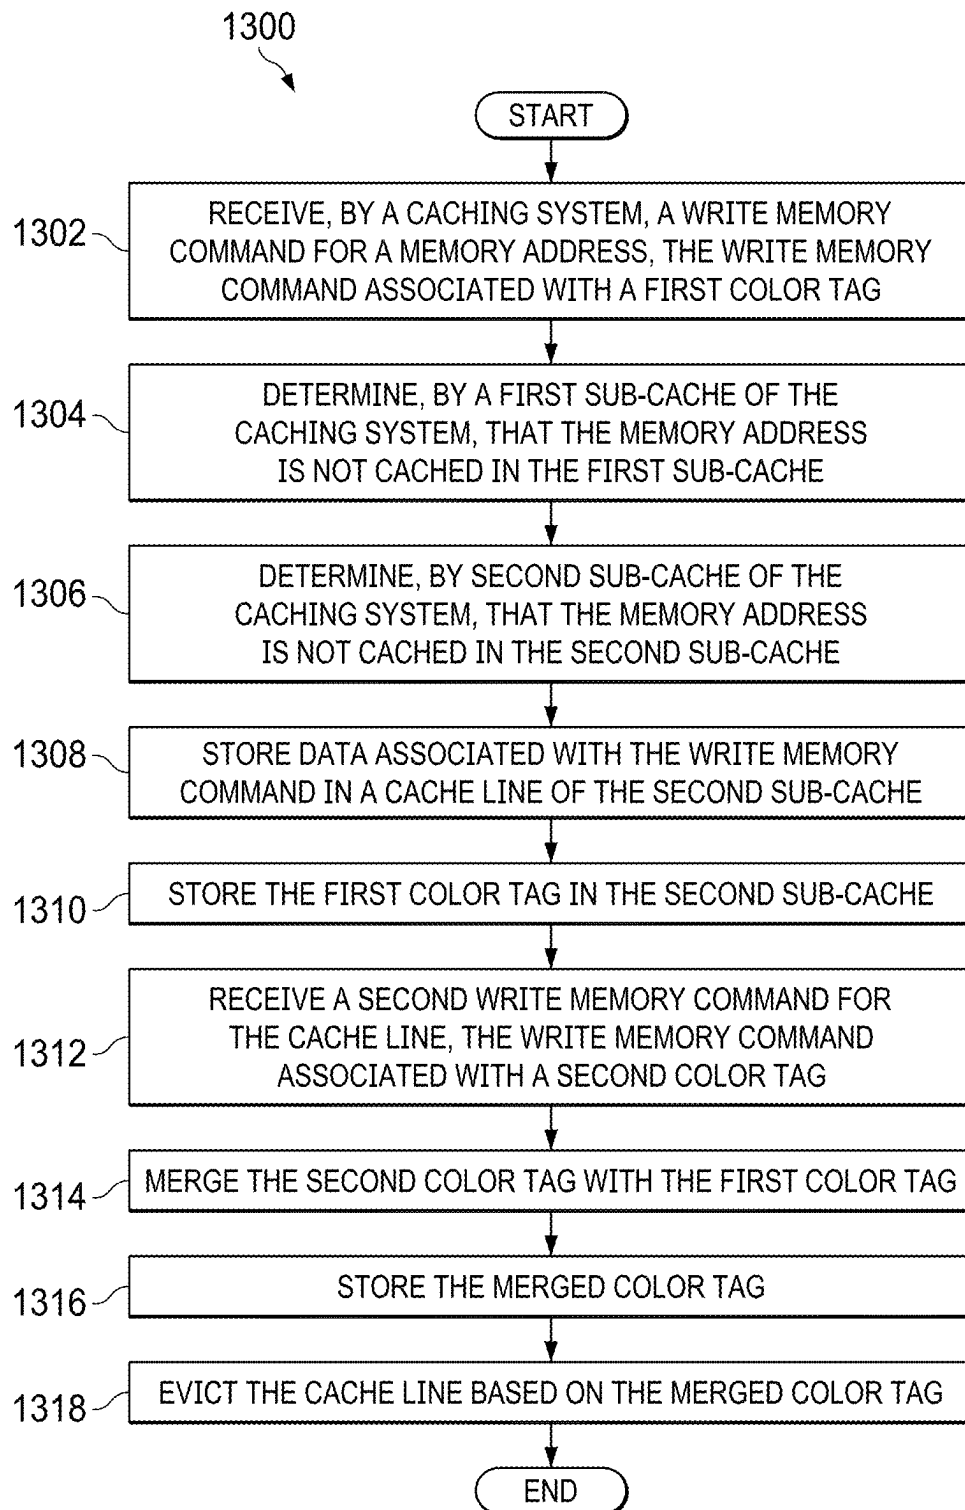 1300
START
1302
RECEIVE, BY A CACHING SYSTEM, A WRITE MEMORY
COMMAND FOR A MEMORY ADDRESS, THE WRITE MEMORY
COMMAND ASSOCIATED WITH A FIRST COLOR TAG
1304
DETERMINE, BY A FIRST SUB-CACHE OF THE
CACHING SYSTEM, THAT THE MEMORY ADDRESS
IS NOT CACHED IN THE FIRST SUB-CACHE
1306
DETERMINE, BY SECOND SUB-CACHE OF THE
CACHING SYSTEM, THAT THE MEMORY ADDRESS
IS NOT CACHED IN THE SECOND SUB-CACHE
1308
STORE DATA ASSOCIATED WITH THE WRITE MEMORY
COMMAND IN A CACHE LINE OF THE SECOND SUB-CACHE
1310
STORE THE FIRST COLOR TAG IN THE SECOND SUB-CACHE
1312
RECEIVE A SECOND WRITE MEMORY COMMAND FOR
THE CACHE LINE, THE WRITE MEMORY COMMAND
ASSOCIATED WITH A SECOND COLOR TAG
1314
MERGE THE SECOND COLOR TAG WITH THE FIRST COLOR TAG
1316
STORE THE MERGED COLOR TAG
1318
EVICT THE CACHE LINE BASED ON THE MERGED COLOR TAG
END